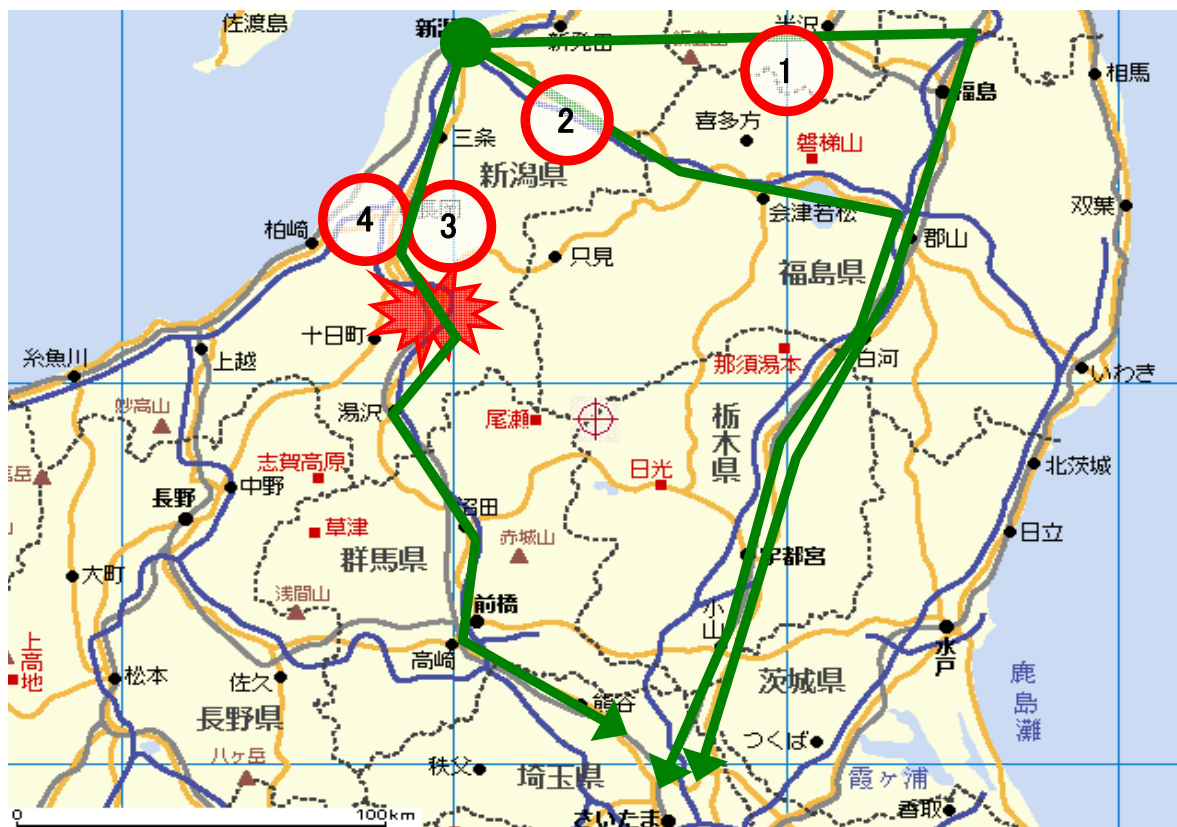 佐渡島
新潟
新発田
米沢
飯豊山
1
相馬
福島
2
三条
喜多方
磐梯山
新潟県
4
長岡
3
会津若松
双葉
柏崎
只見
郡山
福島県
十日町
糸魚川
上越
那須湯本
白河
いわき
妙高山
湯沢
尾瀬
栃木県
志賀高原
日光
北茨城
岳
長野
中野
沼田
草津
赤城山
群馬県
宇都宮
日立
大町
浅間山
前橋
小山
水戸
高崎
上高地
松本
佐久
熊谷
茨城県
鹿島灘
長野県
つくば
八ヶ岳
秩父
埼玉県
霞ヶ浦
香取
さいたま
0
100km